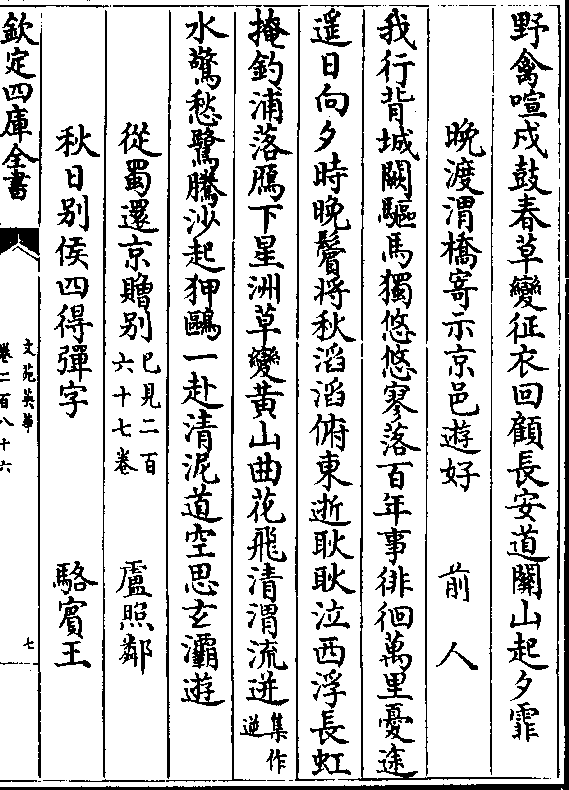 野禽喧戍鼓春草變征衣回顧長安道關山起夕霏
晚渡渭橋寄示京邑遊好 前人
我行背城闕驅馬獨悠悠寥落百年事徘徊萬里憂途
遥日向夕時晚鬢將秋滔滔俯東逝耿耿泣西浮長虹
掩釣浦落鴈下星洲草變黄山曲花飛清渭流迸集作逆
水驚愁鷺騰沙起狎鷗一赴清泥道空思玄灞遊
從蜀還京贈别已見二百六十七卷 盧照鄰
秋日别侯四得彈字 駱賓王
欽定四庫全書
文苑英華
卷二百八十六
七